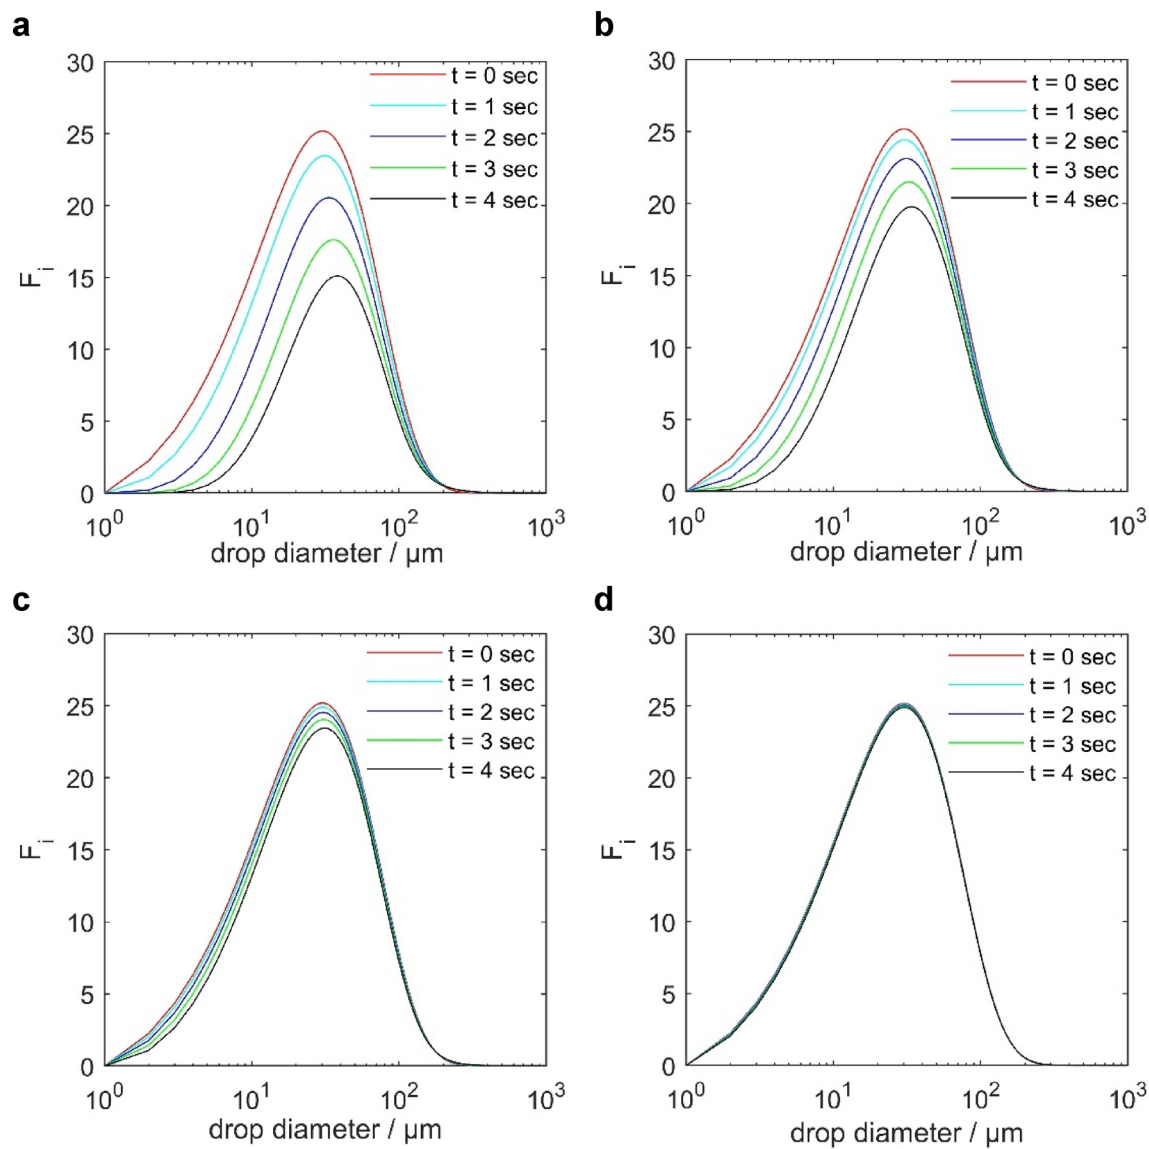 a
30
25
20
15
10
5
0
F_i
t = 0 sec
t = 1 sec
t = 2 sec
t = 3 sec
t = 4 sec
10^0 10^1 10^2 10^3
drop diameter / μm
b
30
25
20
15
10
5
0
F_i
t = 0 sec
t = 1 sec
t = 2 sec
t = 3 sec
t = 4 sec
10^0 10^1 10^2 10^3
drop diameter / μm
c
30
25
20
15
10
5
0
F_i
t = 0 sec
t = 1 sec
t = 2 sec
t = 3 sec
t = 4 sec
10^0 10^1 10^2 10^3
drop diameter / μm
d
30
25
20
15
10
5
0
F_i
t = 0 sec
t = 1 sec
t = 2 sec
t = 3 sec
t = 4 sec
10^0 10^1 10^2 10^3
drop diameter / μm